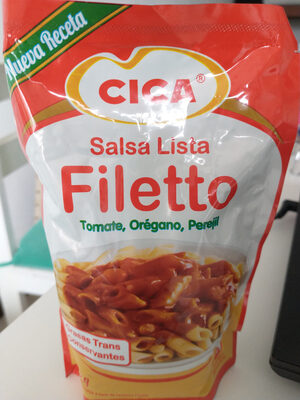 Nueva Receta
CICA®
Salsa Lista
Filetto
Tomate, Orégano, Perejil
Grasas Trans
Conservantes